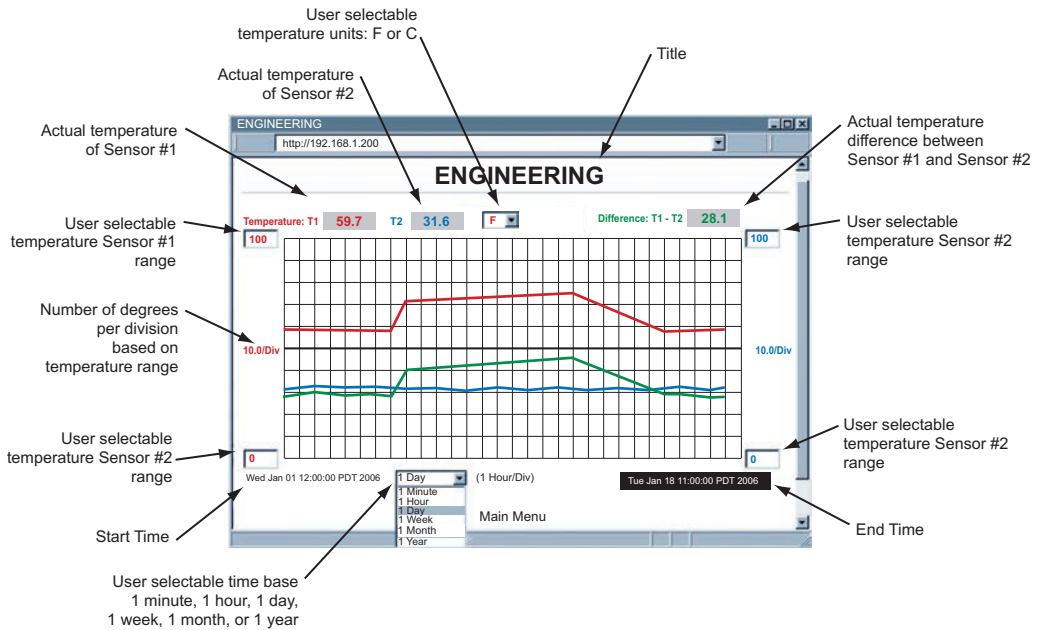 User selectable
temperature units: F or C
Title
Actual temperature
of Sensor #2
Actual temperature
of Sensor #1
Actual temperature
difference between
Sensor #1 and Sensor #2
ENGINEERING
http://192.168.1.200
ENGINEERING
Temperature: T1 59.7 T2 31.6 F Difference: T1 - T2 28.1
User selectable
temperature Sensor #1
range
100
100
User selectable
temperature Sensor #2
range
Number of degrees
per division
based on
temperature range
10.0/Div
10.0/Div
User selectable
temperature Sensor #2
range
0
0
User selectable
temperature Sensor #2
range
Wed Jan 01 12:00:00 PDT 2006
1 Day
(1 Hour/Div)
Tue Jan 18 11:00:00 PDT 2006
1 Minute
1 Hour
1 Day
1 Week
1 Month
1 Year
Main Menu
Start Time
End Time
User selectable time base
1 minute, 1 hour, 1 day,
1 week, 1 month, or 1 year